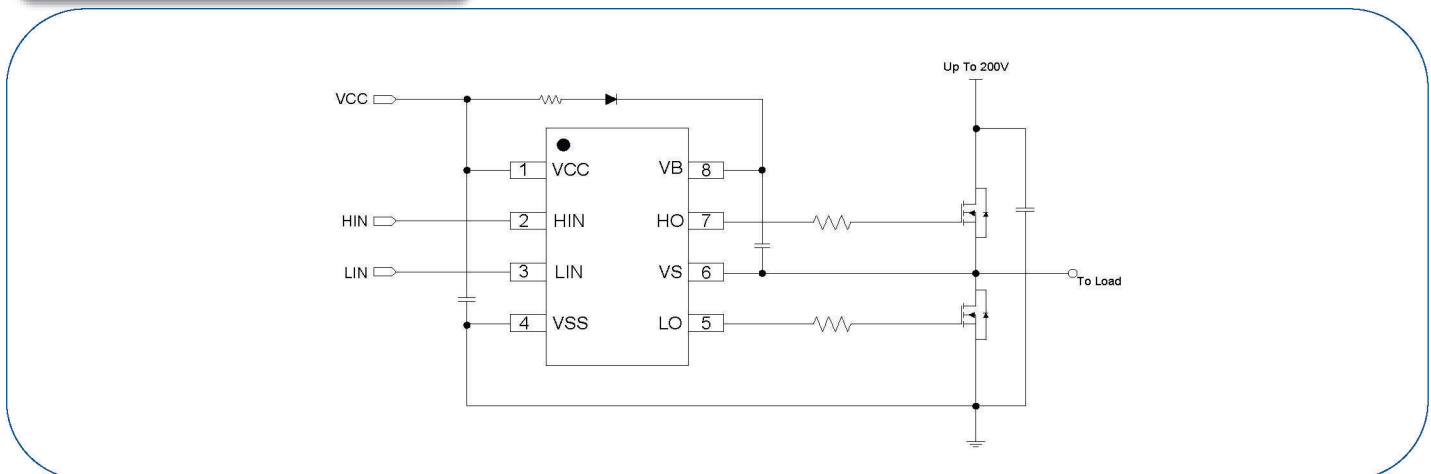 Up To 200V
VCC
1 VCC VB 8
HIN 2 HIN HO 7
LIN 3 LIN VS 6
To Load
4 VSS LO 5